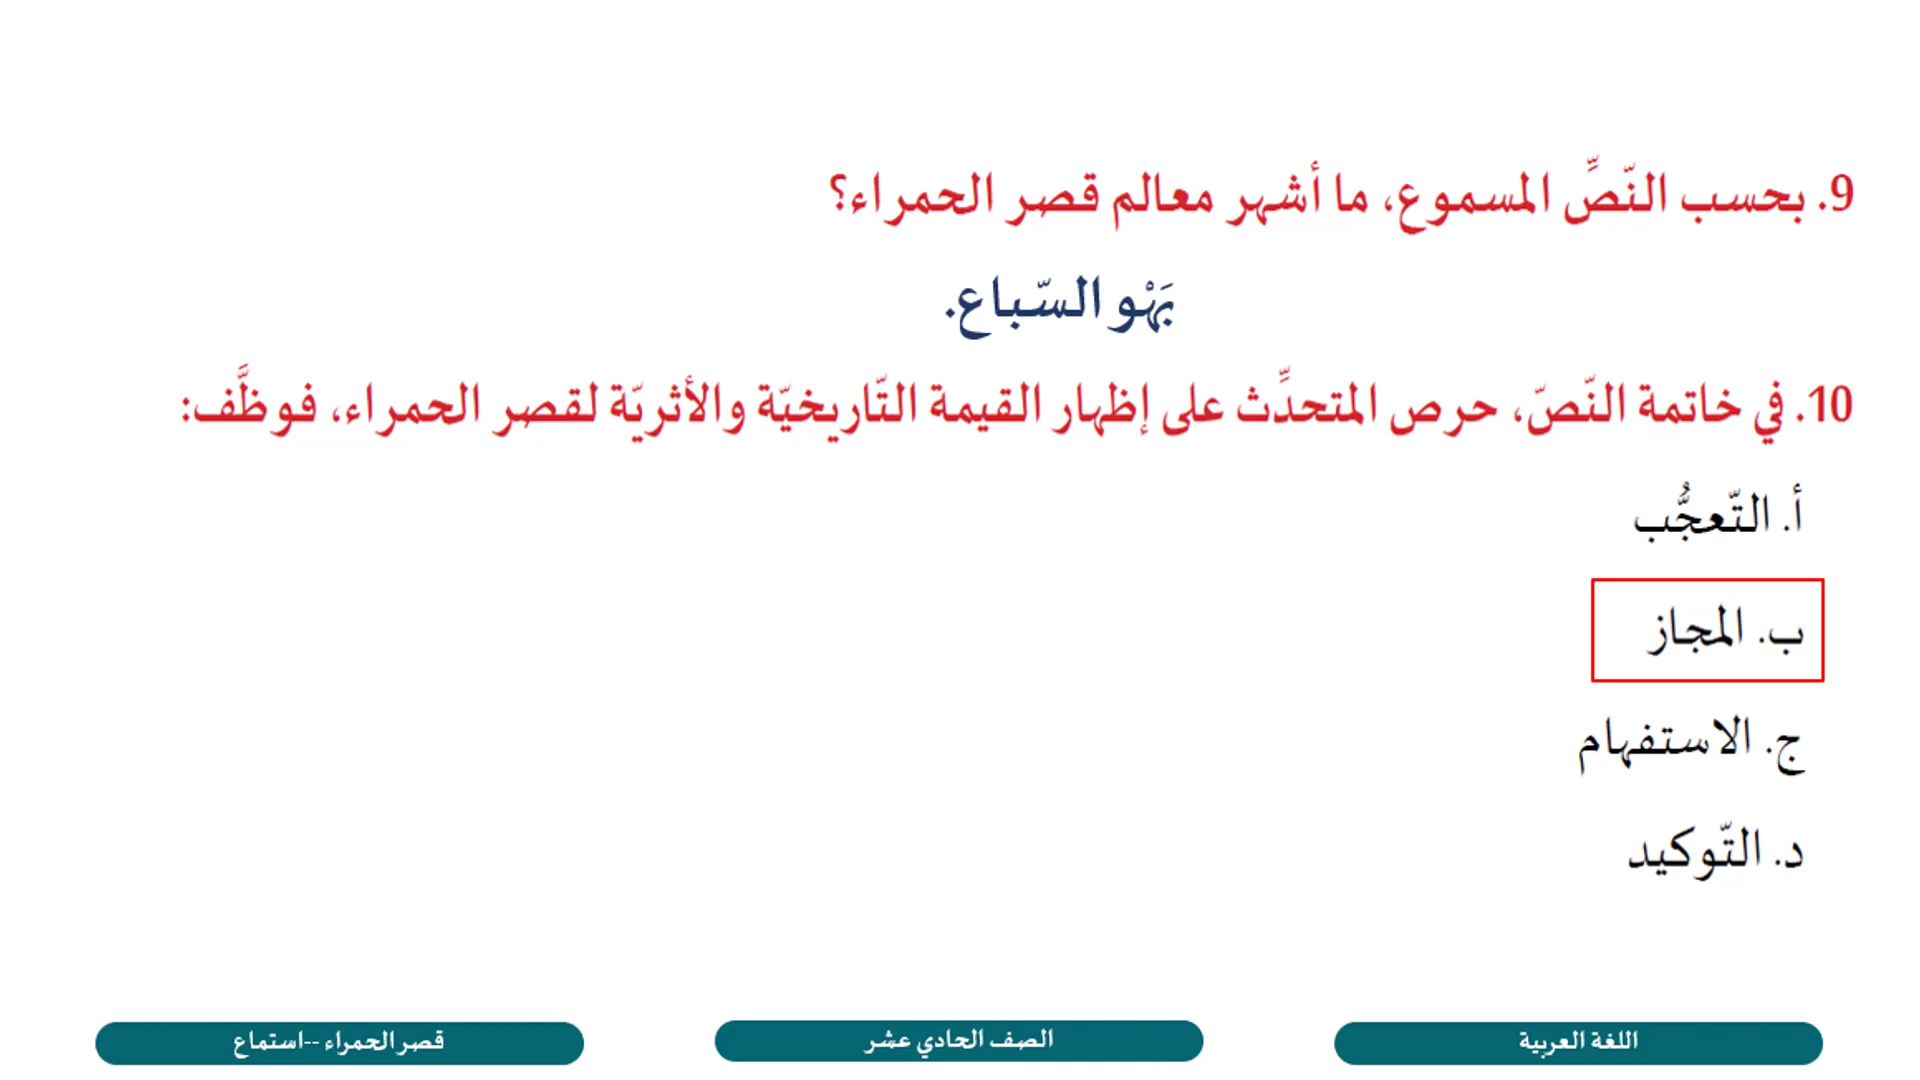 9. بحسب النّصِّ المسموع، ما أشهر معالم قصر الحمراء؟
بَهْو السّباع.
10. في خاتمة النّصّ، حرص المتحدِّث على إظهار القيمة التّاريخيّة والأثريّة لقصر الحمراء، فوظَّف:
أ. التّعجُّب
ب. المجاز
ج. الاستفهام
د. التّوكيد
اللغة العربية
الصف الحادي عشر
قصر الحمراء --استماع